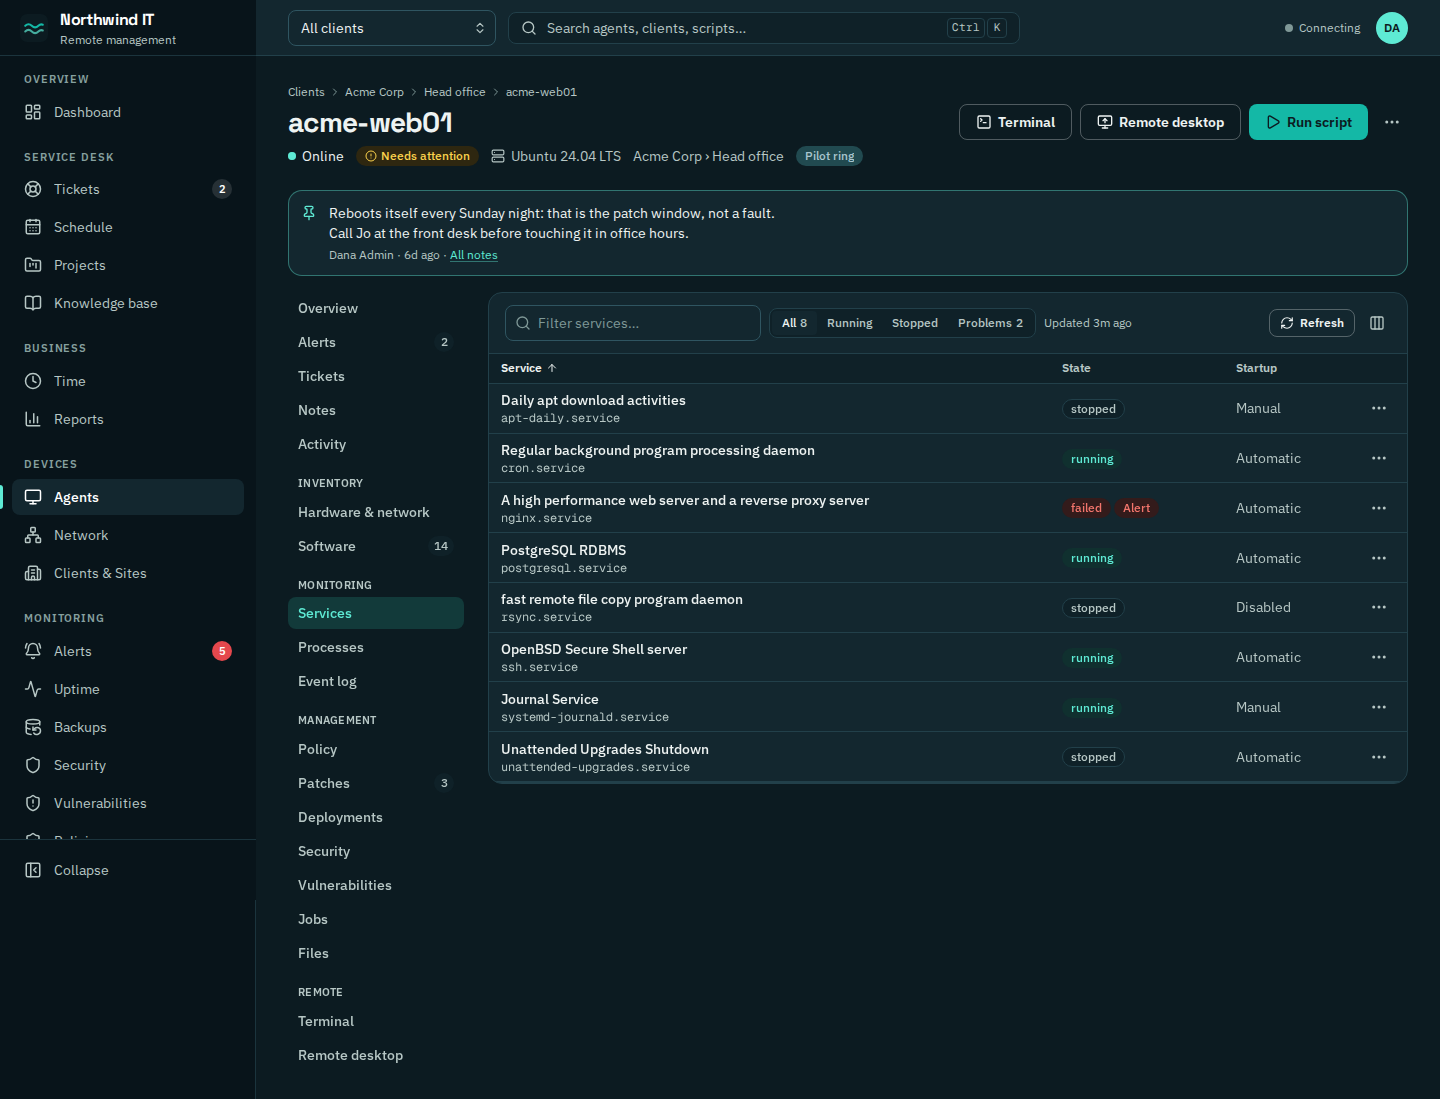 Northwind IT
Remote management
All clients
Search agents, clients, scripts...
Ctrl K
Connecting
DA
OVERVIEW
Dashboard
SERVICE DESK
Tickets 2
Schedule
Projects
Knowledge base
BUSINESS
Time
Reports
DEVICES
Agents
Network
Clients & Sites
MONITORING
Alerts 5
Uptime
Backups
Security
Vulnerabilities
Collapse
Clients > Acme Corp > Head office > acme-web01
acme-web01
Terminal
Remote desktop
Run script
Online
Needs attention
Ubuntu 24.04 LTS
Acme Corp › Head office
Pilot ring
Reboots itself every Sunday night: that is the patch window, not a fault.
Call Jo at the front desk before touching it in office hours.
Dana Admin · 6d ago · All notes
Overview
Alerts 2
Tickets
Notes
Activity
INVENTORY
Hardware & network
Software 14
MONITORING
Services
Processes
Event log
MANAGEMENT
Policy
Patches 3
Deployments
Security
Vulnerabilities
Jobs
Files
REMOTE
Terminal
Remote desktop
Filter services...
All 8
Running
Stopped
Problems 2
Updated 3m ago
Refresh
Service State Startup
Daily apt download activities
apt-daily.service
stopped
Manual
Regular background program processing daemon
cron.service
running
Automatic
A high performance web server and a reverse proxy server
nginx.service
failed Alert
Automatic
PostgreSQL RDBMS
postgresql.service
running
Automatic
fast remote file copy program daemon
rsync.service
stopped
Disabled
OpenBSD Secure Shell server
ssh.service
running
Automatic
Journal Service
systemd-journald.service
running
Manual
Unattended Upgrades Shutdown
unattended-upgrades.service
stopped
Automatic